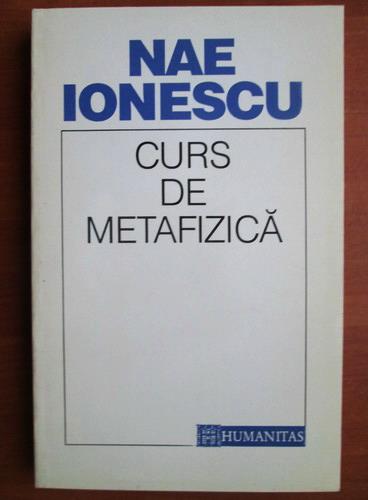 NAE
IONESCU
CURS
DE
METAFIZICĂ
HUMANITAS